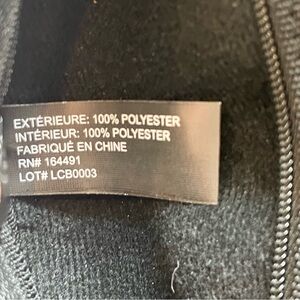 EXTÉRIEURE: 100% POLYESTER
INTÉRIEUR: 100% POLYESTER
FABRIQUÉ EN CHINE
RN# 164491
LOT# LCB0003